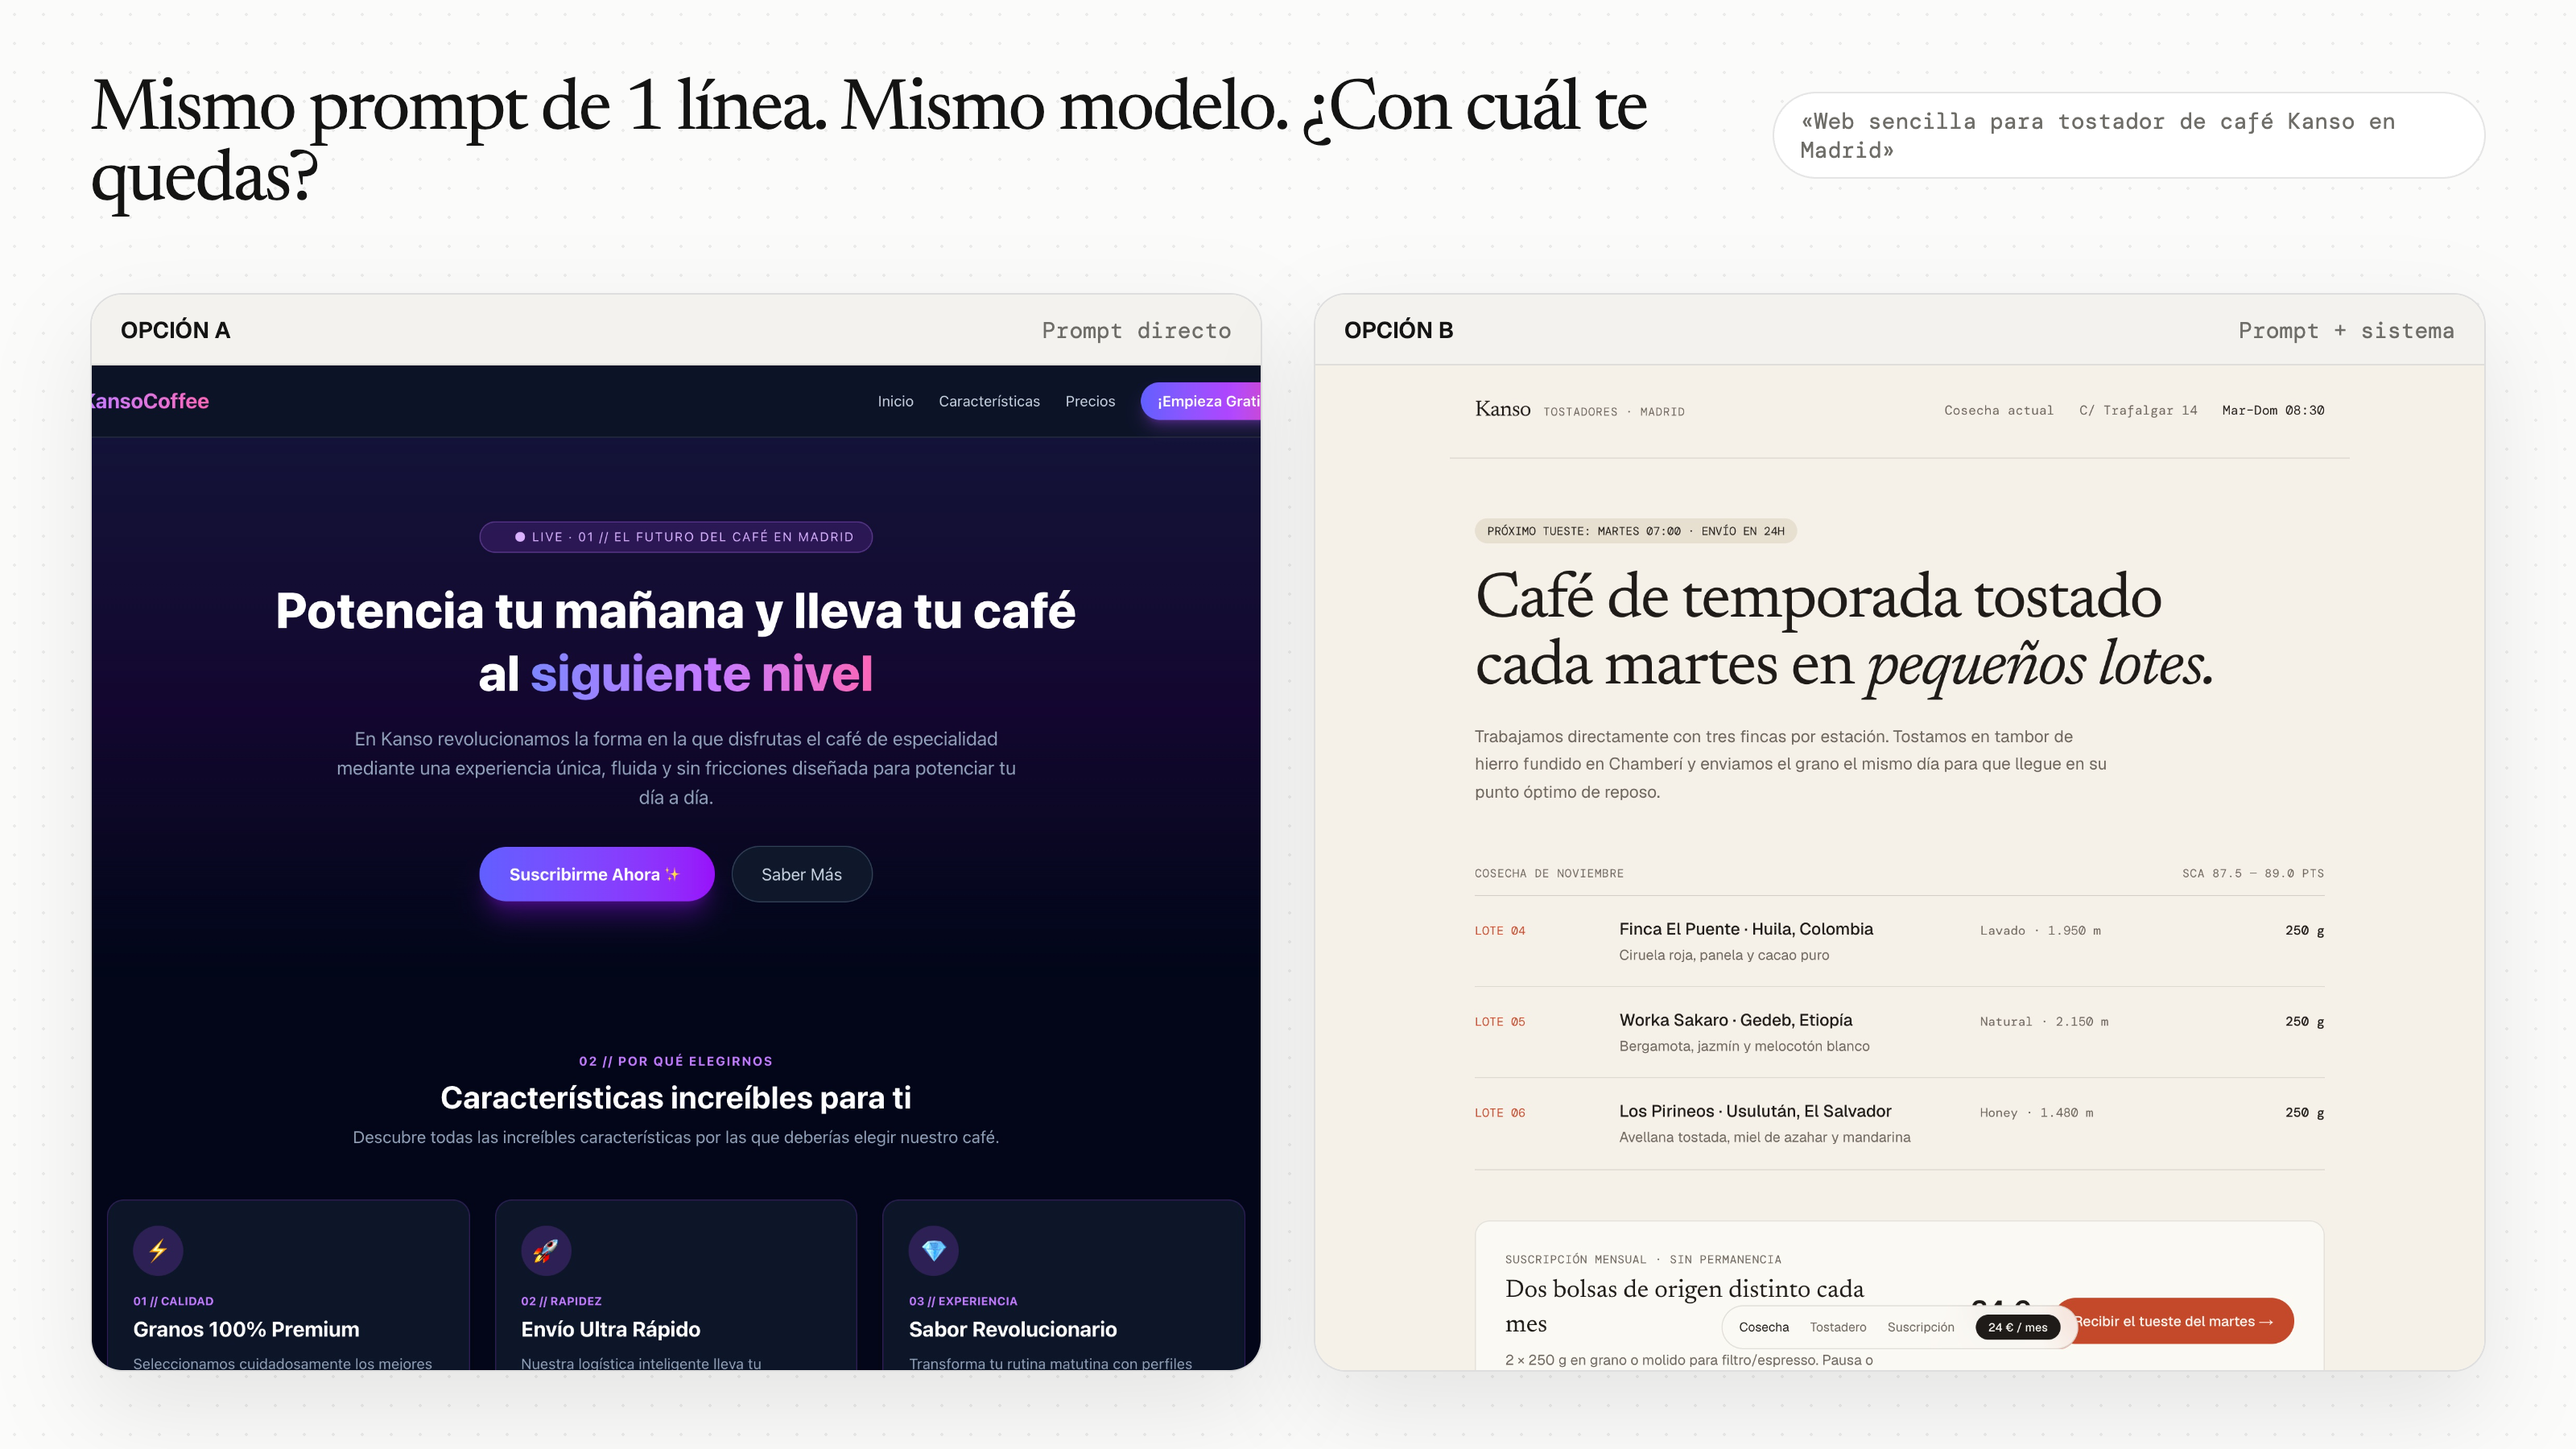 Mismo prompt de 1 línea. Mismo modelo. ¿Con cuál te
quedas?
«Web sencilla para tostador de café Kanso en
Madrid»
OPCIÓN A
Prompt directo
KansoCoffee
Inicio
Características
Precios
¡Empieza Grati
LIVE · 01 // EL FUTURO DEL CAFÉ EN MADRID
Potencia tu mañana y lleva tu café
al siguiente nivel
En Kanso revolucionamos la forma en la que disfrutas el café de especialidad
mediante una experiencia única, fluida y sin fricciones diseñada para potenciar tu
día a día.
Suscribirme Ahora ✨
Saber Más
02 // POR QUÉ ELEGIRNOS
Características increíbles para ti
Descubre todas las increíbles características por las que deberías elegir nuestro café.
01 // CALIDAD
Granos 100% Premium
Seleccionamos cuidadosamente los mejores
02 // RAPIDEZ
Envío Ultra Rápido
Nuestra logística inteligente lleva tu
03 // EXPERIENCIA
Sabor Revolucionario
Transforma tu rutina matutina con perfiles
OPCIÓN B
Prompt + sistema
Kanso TOSTADORES · MADRID
Cosecha actual
C/ Trafalgar 14
Mar–Dom 08:30
PRÓXIMO TUESTE: MARTES 07:00 · ENVÍO EN 24H
Café de temporada tostado
cada martes en pequeños lotes.
Trabajamos directamente con tres fincas por estación. Tostamos en tambor de
hierro fundido en Chamberí y enviamos el grano el mismo día para que llegue en su
punto óptimo de reposo.
COSECHA DE NOVIEMBRE
SCA 87.5 — 89.0 PTS
LOTE 04
Finca El Puente · Huila, Colombia
Lavado · 1.950 m
250 g
Ciruela roja, panela y cacao puro
LOTE 05
Worka Sakaro · Gedeb, Etiopía
Natural · 2.150 m
250 g
Bergamota, jazmín y melocotón blanco
LOTE 06
Los Pirineos · Usulután, El Salvador
Honey · 1.480 m
250 g
Avellana tostada, miel de azahar y mandarina
SUSCRIPCIÓN MENSUAL · SIN PERMANENCIA
Dos bolsas de origen distinto cada
mes
Cosecha
Tostadero
Suscripción
24 € / mes
Recibir el tueste del martes →
2 × 250 g en grano o molido para filtro/espresso. Pausa o